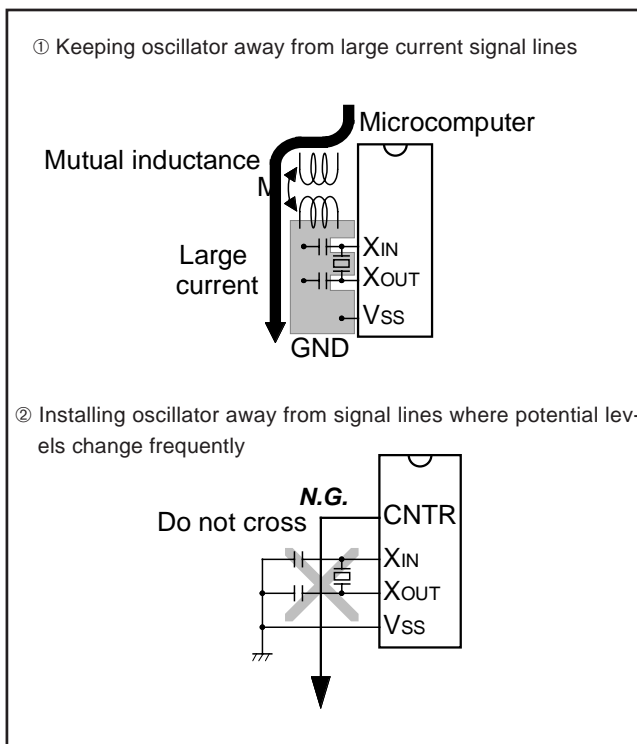 ① Keeping oscillator away from large current signal lines
Microcomputer
Mutual inductance
M
Large
current
XIN
XOUT
VSS
GND
② Installing oscillator away from signal lines where potential lev-
els change frequently
N.G.
Do not cross
CNTR
XIN
XOUT
VSS